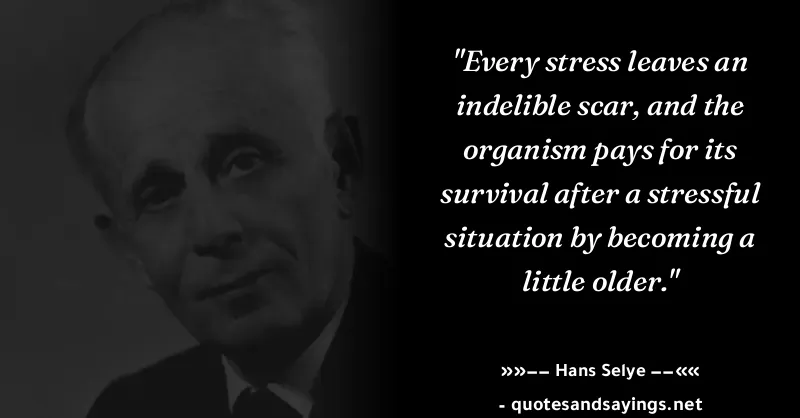 "Every stress leaves an
indelible scar, and the
organism pays for its
survival after a stressful
situation by becoming a
little older."
»»−− Hans Selye −−««
- quotesandsayings.net